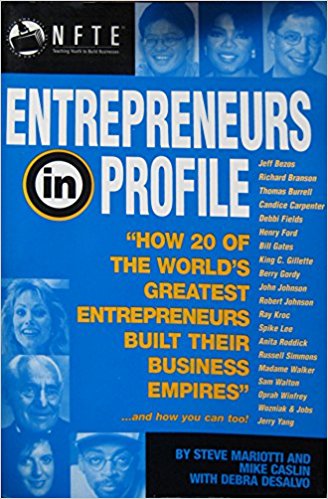 NFTE™
Teaching Youth to Build Businesses
ENTREPRENEURS
in PROFILE
"HOW 20 OF
THE WORLD'S
GREATEST
ENTREPRENEURS
BUILT THEIR
BUSINESS
EMPIRES"
...and how you can too!
Jeff Bezos
Richard Branson
Thomas Burrell
Candice Carpenter
Debbi Fields
Henry Ford
Bill Gates
King C. Gillette
Berry Gordy
John Johnson
Robert Johnson
Ray Kroc
Spike Lee
Anita Roddick
Russell Simmons
Madame Walker
Sam Walton
Oprah Winfrey
Wozniak & Jobs
Jerry Yang
BY STEVE MARIOTTI AND
MIKE CASLIN
WITH DEBRA DESALVO